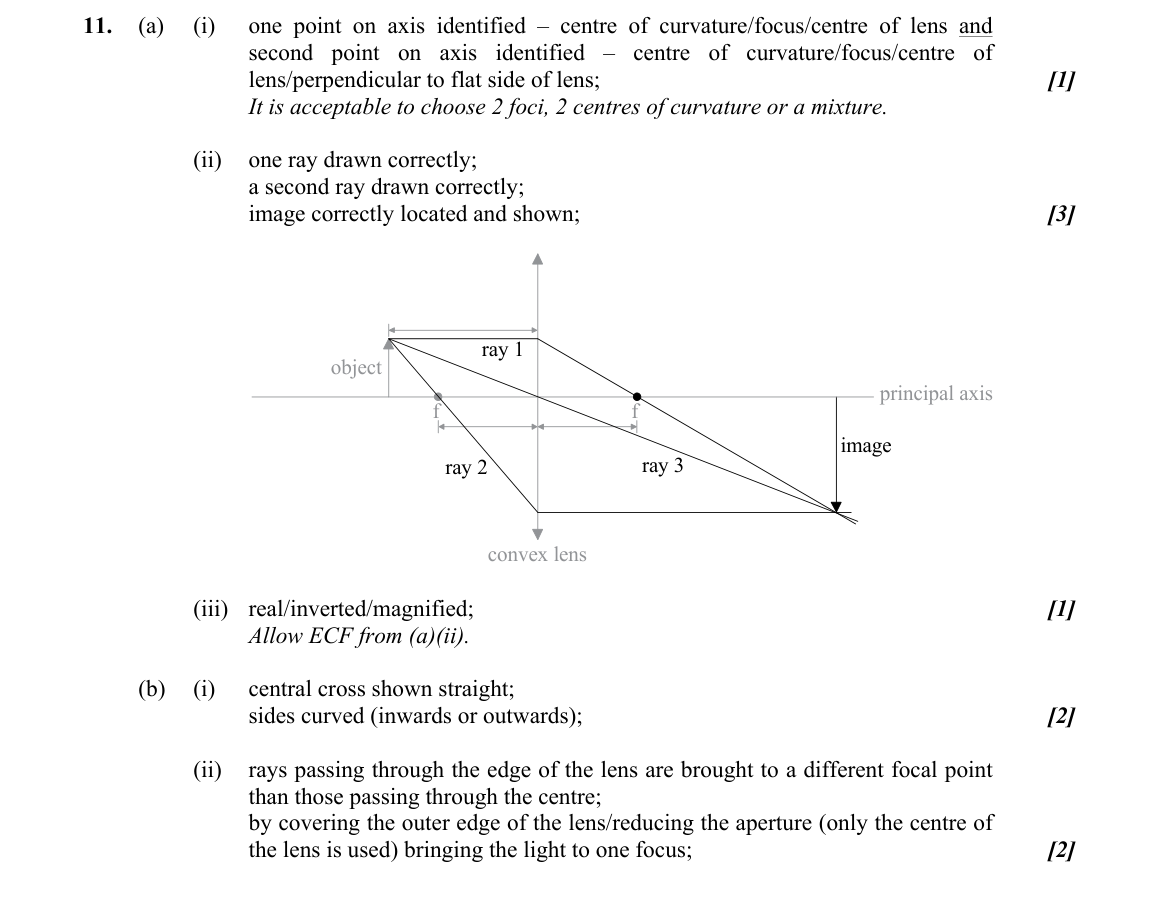 11. (a) (i) one point on axis identified – centre of curvature/focus/centre of lens and
second point on axis identified – centre of curvature/focus/centre of
lens/perpendicular to flat side of lens; [1]
It is acceptable to choose 2 foci, 2 centres of curvature or a mixture.
(ii) one ray drawn correctly;
a second ray drawn correctly;
image correctly located and shown; [3]
ray 1
object
principal axis
f f
image
ray 2 ray 3
convex lens
(iii) real/inverted/magnified; [1]
Allow ECF from (a)(ii).
(b) (i) central cross shown straight;
sides curved (inwards or outwards); [2]
(ii) rays passing through the edge of the lens are brought to a different focal point
than those passing through the centre;
by covering the outer edge of the lens/reducing the aperture (only the centre of
the lens is used) bringing the light to one focus; [2]